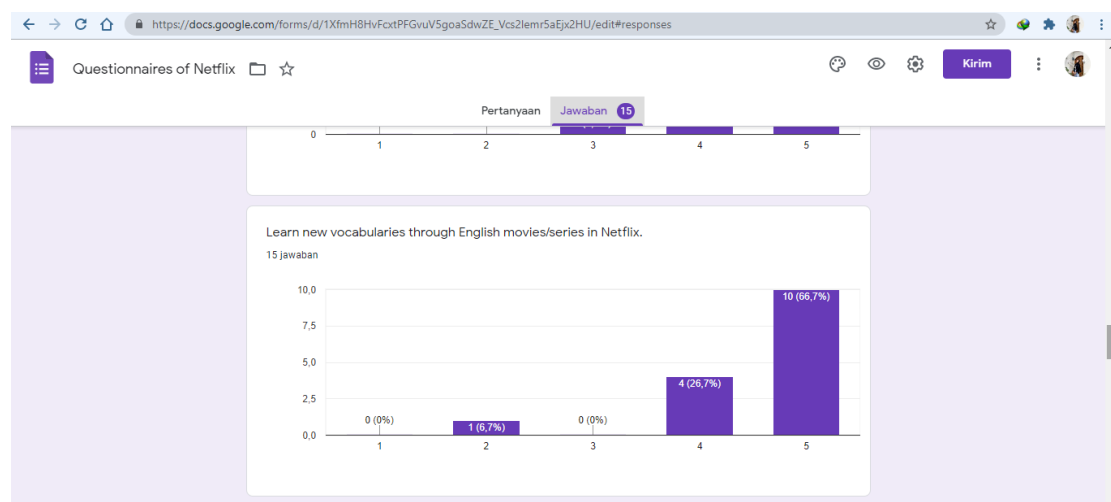 https://docs.google.com/forms/d/1XfmH8HvFcxtPFGvuV5goaSdwZE_Vcs2lemr5aEjx2HU/edit#responses
Questionnaires of Netflix
Kirim
Pertanyaan Jawaban 15
0
1 2 3 4 5
Learn new vocabularies through English movies/series in Netflix.
15 jawaban
10,0
10 (66,7%)
7,5
5,0
4 (26,7%)
2,5
0 (0%) 1 (6,7%) 0 (0%)
0,0
1 2 3 4 5